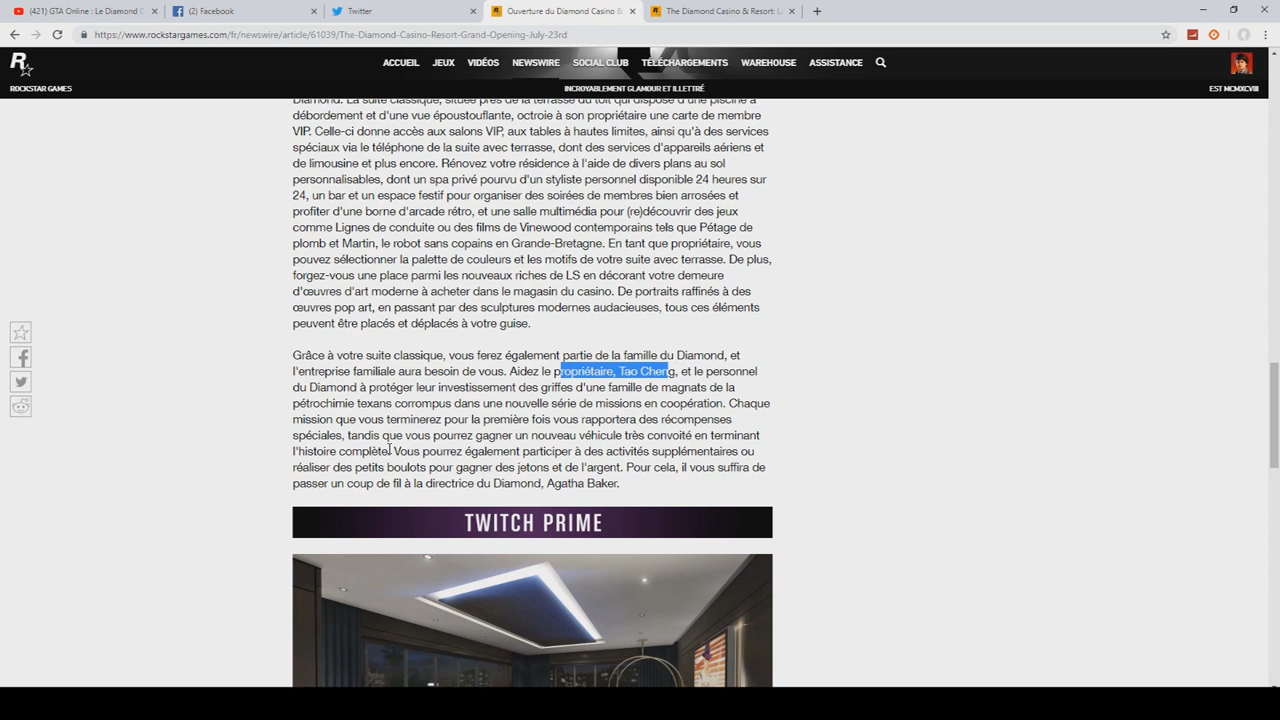 (421) GTA Online : Le Diamond C
(2) Facebook
Twitter
Ouverture du Diamond Casino &
The Diamond Casino & Resort: L
https://www.rockstargames.com/fr/newswire/article/61039/The-Diamond-Casino-Resort-Grand-Opening-July-23rd
R
ACCUEIL JEUX VIDÉOS NEWSWIRE SOCIAL CLUB TÉLÉCHARGEMENTS WAREHOUSE ASSISTANCE
ROCKSTAR GAMES INCROYABLEMENT GLAMOUR ET ILLETTRÉ EST MCMXCVIII
Diamond. La suite classique, située près de la terrasse du toit qui dispose d'une piscine à
débordement et d'une vue époustouflante, octroie à son propriétaire une carte de membre
VIP. Celle-ci donne accès aux salons VIP, aux tables à hautes limites, ainsi qu'à des services
spéciaux via le téléphone de la suite avec terrasse, dont des services d'appareils aériens et
de limousine et plus encore. Rénovez votre résidence à l'aide de divers plans au sol
personnalisables, dont un spa privé pourvu d'un styliste personnel disponible 24 heures sur
24, un bar et un espace festif pour organiser des soirées de membres bien arrosées et
profiter d'une borne d'arcade rétro, et une salle multimédia pour (re)découvrir des jeux
comme Lignes de conduite ou des films de Vinewood contemporains tels que Pétage de
plomb et Martin, le robot sans copains en Grande-Bretagne. En tant que propriétaire, vous
pouvez sélectionner la palette de couleurs et les motifs de votre suite avec terrasse. De plus,
forgez-vous une place parmi les nouveaux riches de LS en décorant votre demeure
d'œuvres d'art moderne à acheter dans le magasin du casino. De portraits raffinés à des
œuvres pop art, en passant par des sculptures modernes audacieuses, tous ces éléments
peuvent être placés et déplacés à votre guise.
Grâce à votre suite classique, vous ferez également partie de la famille du Diamond, et
l'entreprise familiale aura besoin de vous. Aidez le propriétaire, Tao Cheng, et le personnel
du Diamond à protéger leur investissement des griffes d'une famille de magnats de la
pétrochimie texans corrompus dans une nouvelle série de missions en coopération. Chaque
mission que vous terminerez pour la première fois vous rapportera des récompenses
spéciales, tandis que vous pourrez gagner un nouveau véhicule très convoité en terminant
l'histoire complète. Vous pourrez également participer à des activités supplémentaires ou
réaliser des petits boulots pour gagner des jetons et de l'argent. Pour cela, il vous suffira de
passer un coup de fil à la directrice du Diamond, Agatha Baker.
TWITCH PRIME